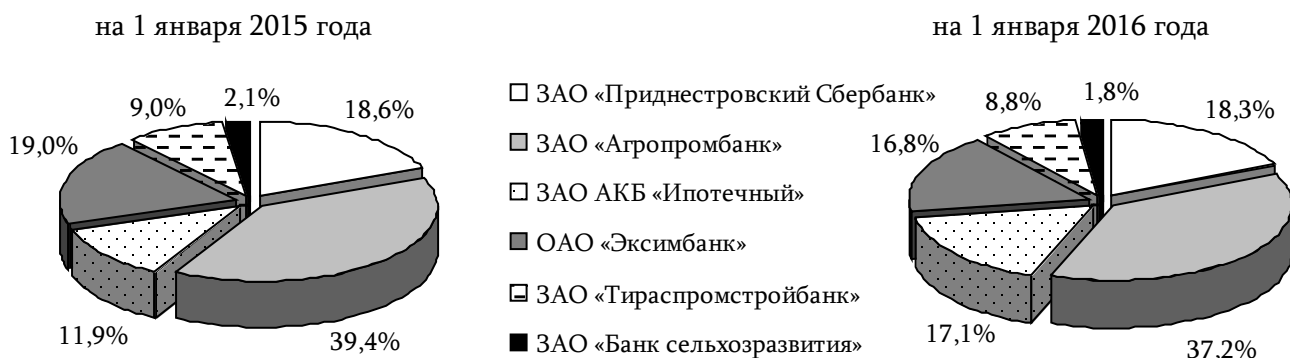 на 1 января 2015 года
9,0%
2,1%
18,6%
19,0%
11,9%
39,4%
ЗАО «Приднестровский Сбербанк»
ЗАО «Агропромбанк»
ЗАО АКБ «Ипотечный»
ОАО «Эксимбанк»
ЗАО «Тираспромстройбанк»
ЗАО «Банк сельхозразвития»
на 1 января 2016 года
8,8%
1,8%
18,3%
16,8%
17,1%
37,2%